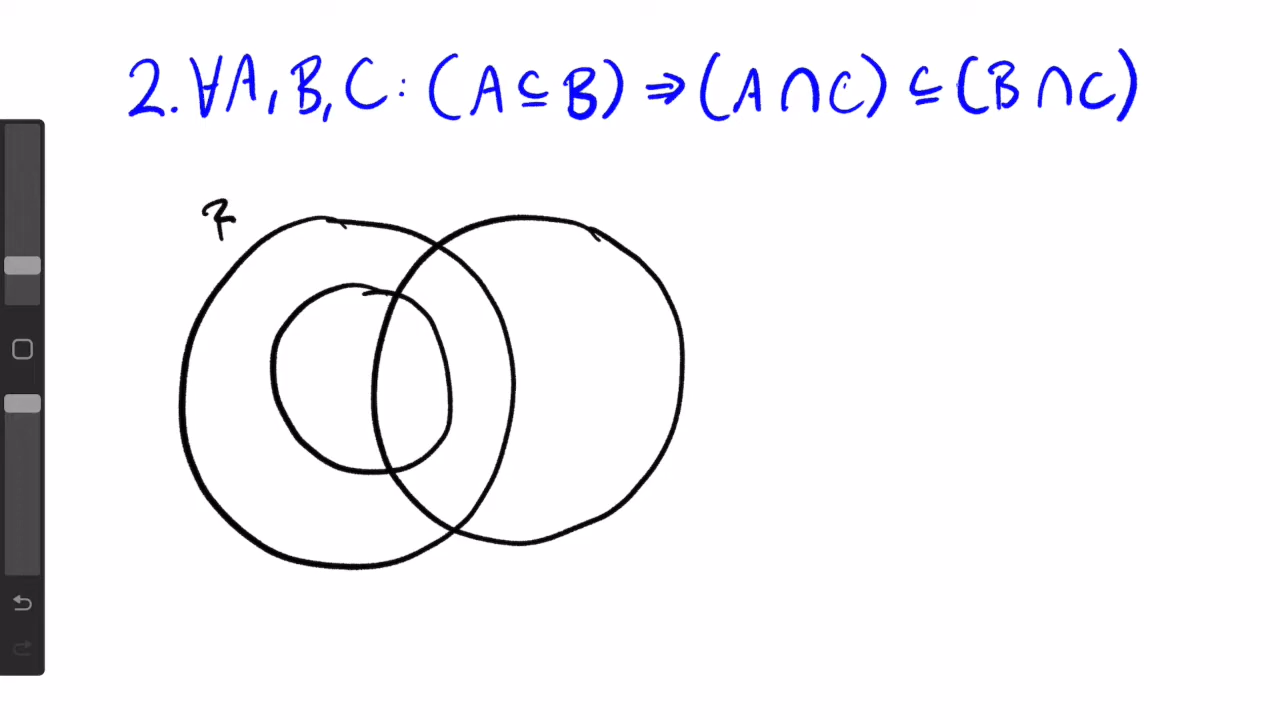 2. ∀A, B, C : (A ⊆ B) ⇒ (A ∩ C) ⊆ (B ∩ C)